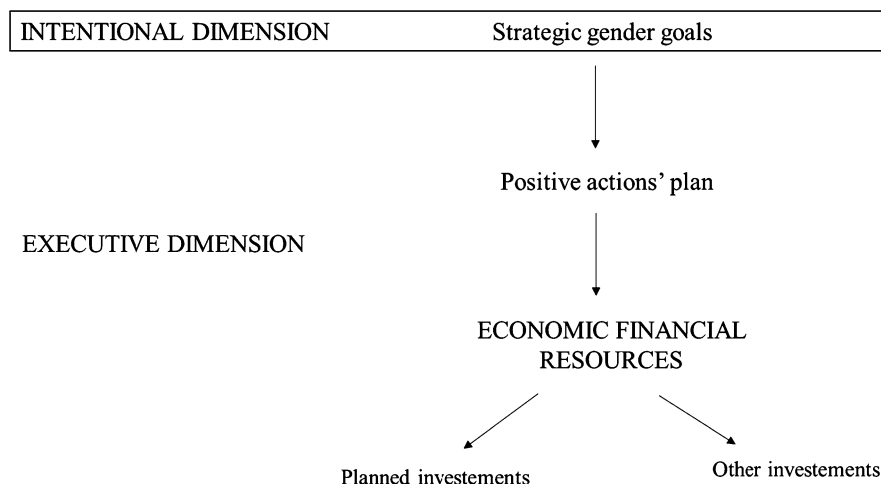 INTENTIONAL DIMENSION Strategic gender goals
Positive actions’ plan
EXECUTIVE DIMENSION
ECONOMIC FINANCIAL
RESOURCES
Planned investements
Other investements